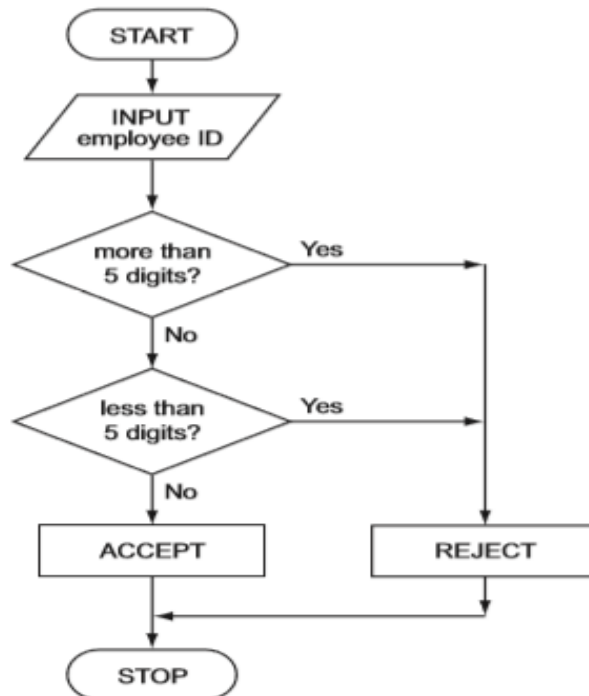 START
INPUT
employee ID
more than
5 digits?
Yes
No
less than
5 digits?
Yes
No
ACCEPT
REJECT
STOP